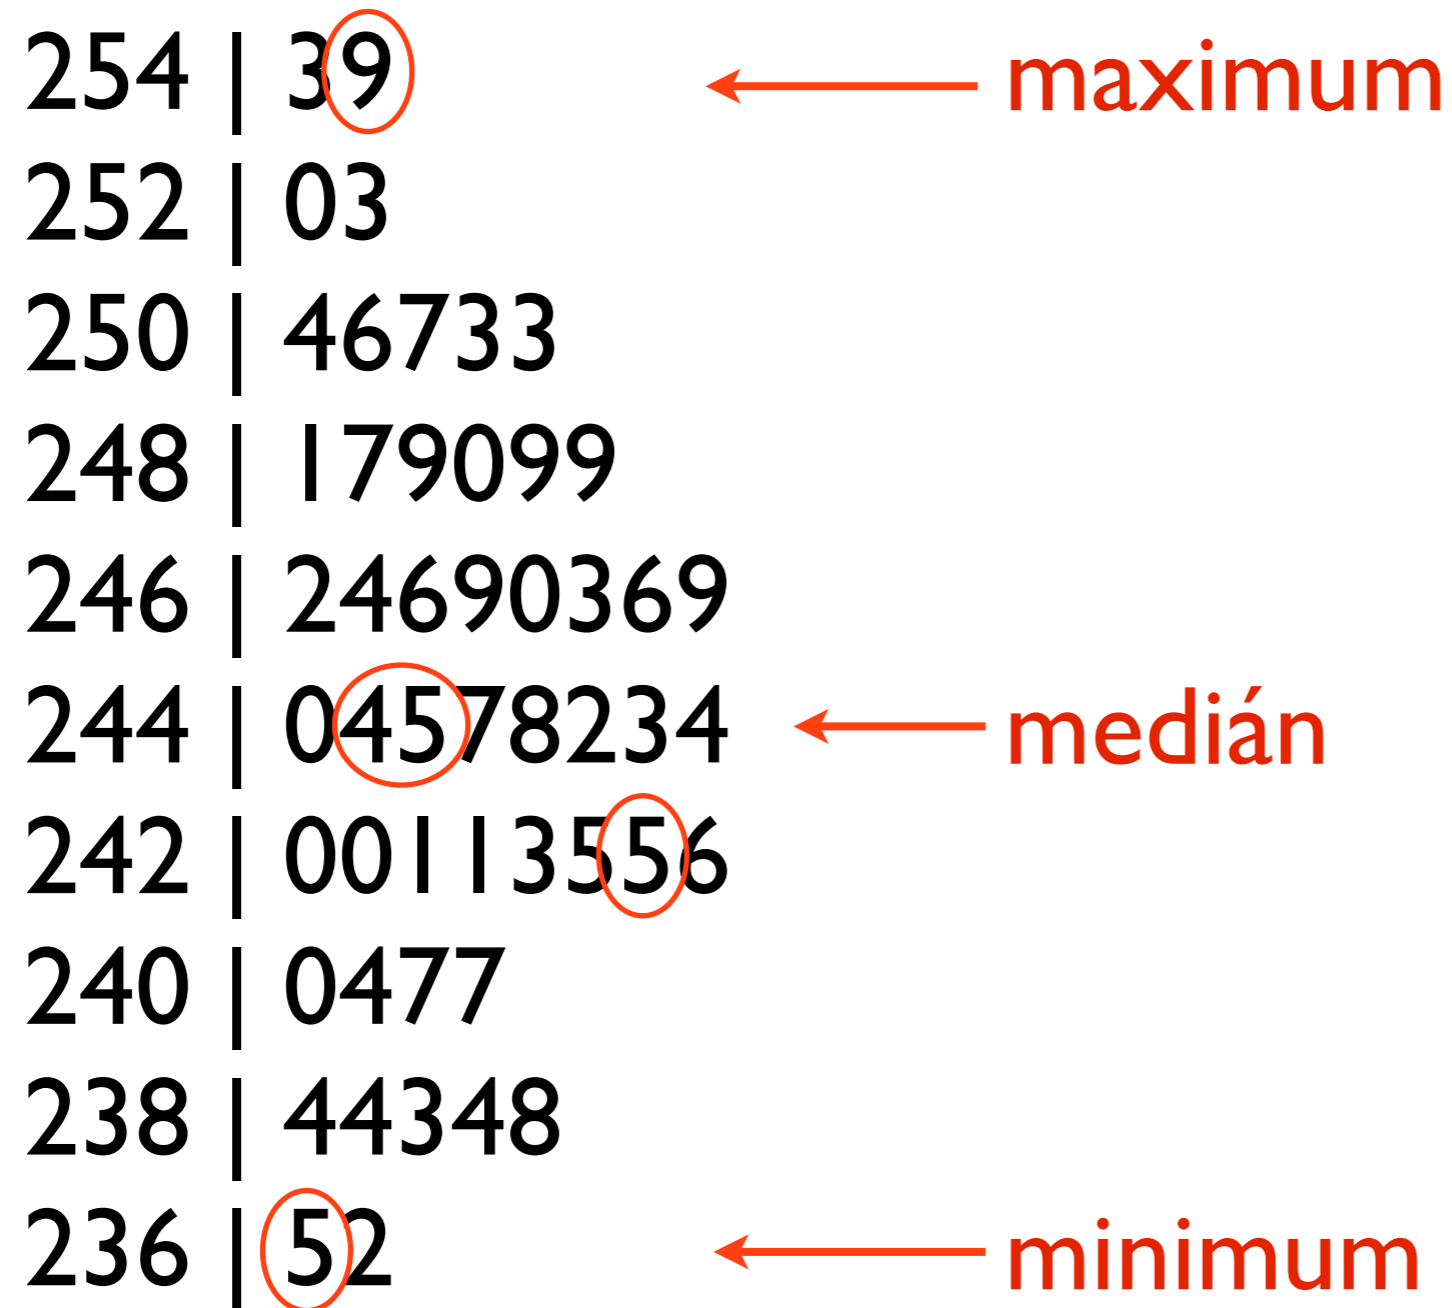 254 | 39 maximum
252 | 03
250 | 46733
248 | 179099
246 | 24690369
244 | 04578234 medián
242 | 00113556
240 | 0477
238 | 44348
236 | 52 minimum